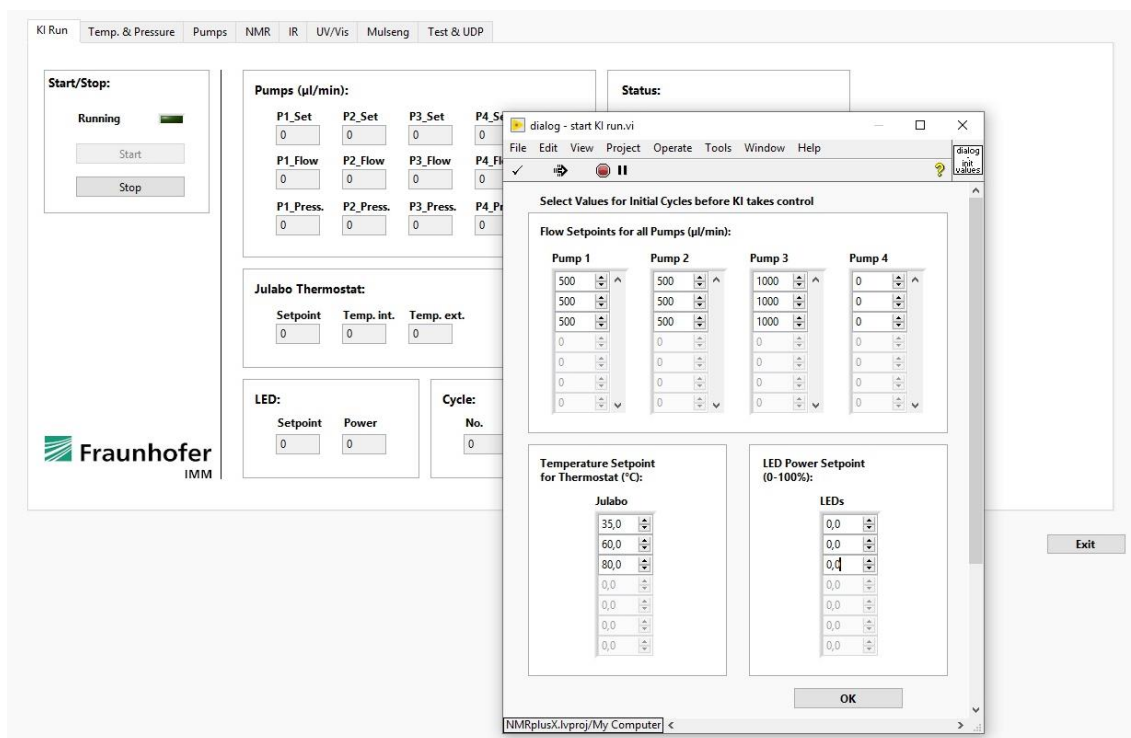 KI Run Temp. & Pressure Pumps NMR IR UV/Vis Mulseng Test & UDP
Start/Stop:
Running
Start
Stop
Pumps (µl/min):
P1_Set P2_Set P3_Set
0 0 0 0
P1_Flow P2_Flow P3_Flow
0 0 0 0
P1_Press. P2_Press. P3_Press.
0 0 0 0
Status:
Julabo Thermostat:
Setpoint Temp. int. Temp. ext.
0 0 0
LED:
Setpoint Power
0 0
Cycle:
No.
0
Fraunhofer
IMM
Exit
dialog - start KI run.vi
File Edit View Project Operate Tools Window Help
dialog
-
init
values
Select Values for Initial Cycles before KI takes control
Flow Setpoints for all Pumps (µl/min):
Pump 1 Pump 2 Pump 3 Pump 4
500 500 1000 0
500 500 1000 0
500 500 1000 0
0 0 0 0
0 0 0 0
0 0 0 0
0 0 0 0
Temperature Setpoint
for Thermostat (°C):
Julabo
35,0
60,0
80,0
0,0
0,0
0,0
0,0
LED Power Setpoint
(0-100%):
LEDs
0,0
0,0
0,0
0,0
0,0
0,0
0,0
OK
NMRplusX.lvproj/My Computer